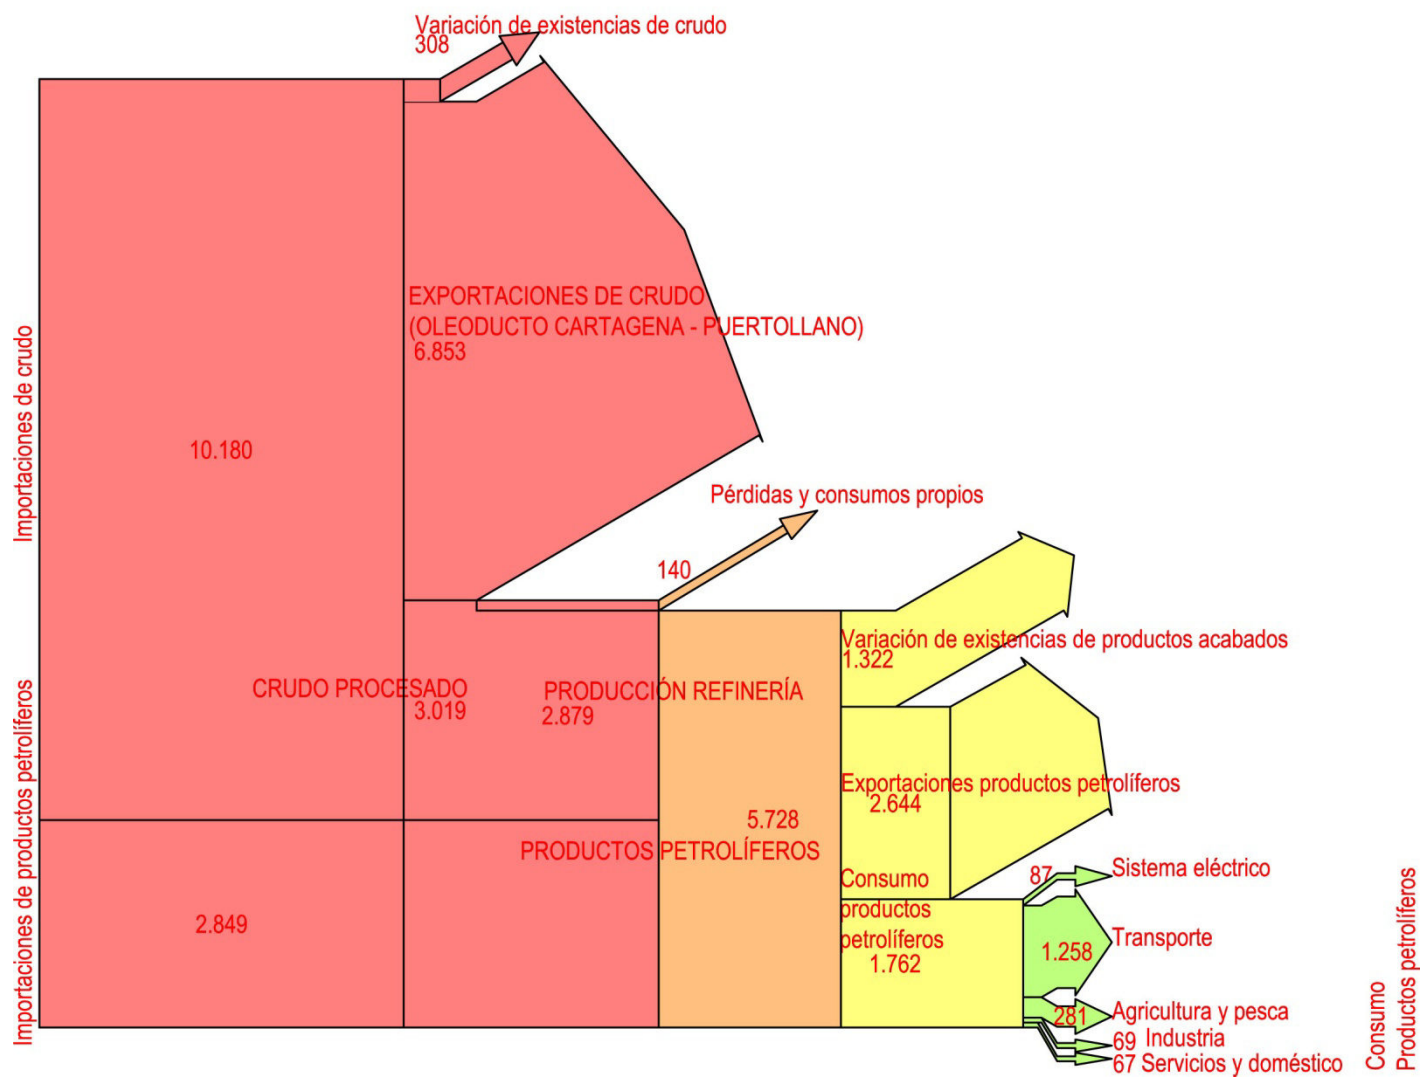 Variación de existencias de crudo
308
Importaciones de crudo
10.180
EXPORTACIONES DE CRUDO
(OLEODUCTO CARTAGENA - PUERTOLLANO)
6.853
Pérdidas y consumos propios
140
Importaciones de productos petrolíferos
2.849
CRUDO PROCESADO
3.019
PRODUCCIÓN REFINERÍA
2.879
PRODUCTOS PETROLÍFEROS
5.728
Variación de existencias de productos acabados
1.322
Exportaciones productos petrolíferos
2.644
Consumo
productos
petrolíferos
1.762
87
Sistema eléctrico
1.258
Transporte
281
Agricultura y pesca
69 Industria
67 Servicios y doméstico
Consumo
Productos petrolíferos